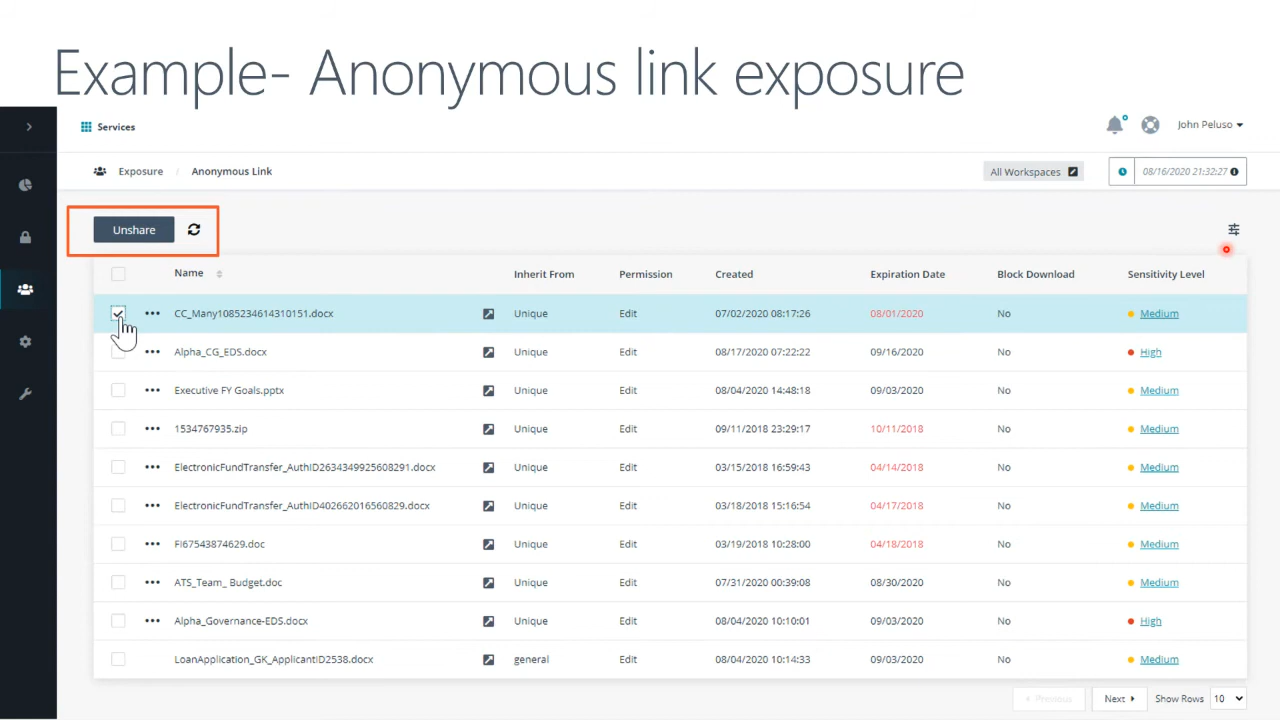 Example- Anonymous link exposure
Services
John Peluso
Exposure / Anonymous Link
All Workspaces
08/16/2020 21:32:27
Unshare
Name Inherit From Permission Created Expiration Date Block Download Sensitivity Level
CC_Many1085234614310151.docx Unique Edit 07/02/2020 08:17:26 08/01/2020 No Medium
Alpha_CG_EDS.docx Unique Edit 08/17/2020 07:22:22 09/16/2020 No High
Executive FY Goals.pptx Unique Edit 08/04/2020 14:48:18 09/03/2020 No Medium
1534767935.zip Unique Edit 09/11/2018 23:29:17 10/11/2018 No Medium
ElectronicFundTransfer_AuthID2634349925608291.docx Unique Edit 03/15/2018 16:59:43 04/14/2018 No Medium
ElectronicFundTransfer_AuthID402662016560829.docx Unique Edit 03/18/2018 15:16:54 04/17/2018 No Medium
FI67543874629.doc Unique Edit 03/19/2018 10:28:00 04/18/2018 No Medium
ATS_Team_ Budget.doc Unique Edit 07/31/2020 00:39:08 08/30/2020 No Medium
Alpha_Governance-EDS.docx Unique Edit 08/04/2020 10:10:01 09/03/2020 No High
LoanApplication_GK_ApplicantID2538.docx general Edit 08/04/2020 10:14:33 09/03/2020 No Medium
Previous Next Show Rows 10